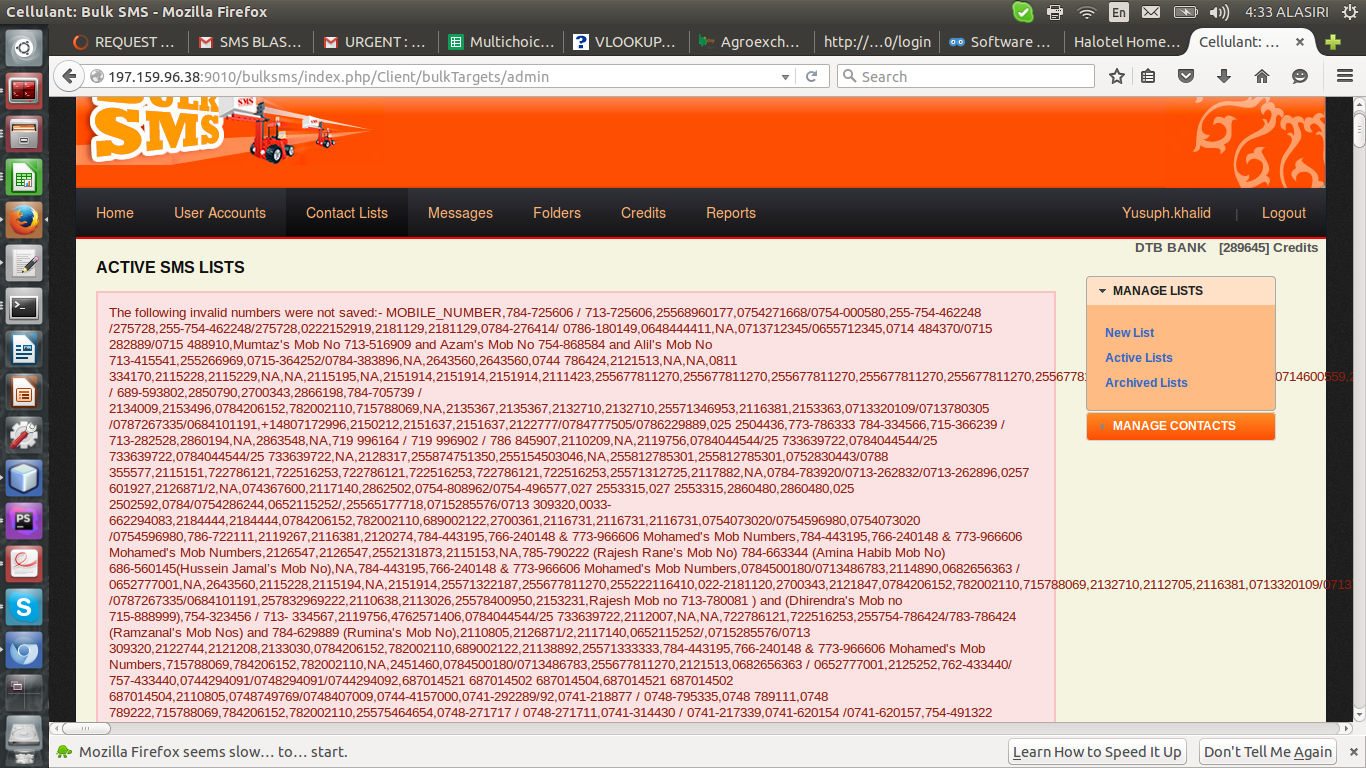 Cellulant: Bulk SMS - Mozilla Firefox
En
4:33 ALASIRI
REQUEST ...
SMS BLAS...
URGENT : ...
Multichoic...
VLOOKUP...
Agroexch...
http://...0/login
Software ...
Halotel Home...
Cellulant: ...
197.159.96.38:9010/bulksms/index.php/Client/bulkTargets/admin
Search
SMS
SMS
Home
User Accounts
Contact Lists
Messages
Folders
Credits
Reports
Yusuph.khalid
|
Logout
DTB BANK [289645] Credits
ACTIVE SMS LISTS
MANAGE LISTS
New List
Active Lists
Archived Lists
MANAGE CONTACTS
The following invalid numbers were not saved:- MOBILE_NUMBER,784-725606 / 713-725606,25568960177,0754271668/0754-000580,255-754-462248
/275728,255-754-462248/275728,0222152919,2181129,2181129,0784-276414/ 0786-180149,0648444411,NA,0713712345/0655712345,0714 484370/0715
282889/0715 488910,Mumtaz's Mob No 713-516909 and Azam's Mob No 754-868584 and Alil's Mob No
713-415541,255266969,0715-364252/0784-383896,NA,2643560,2643560,0744 786424,2121513,NA,NA,0811
334170,2115228,2115229,NA,NA,2115195,NA,2151914,2151914,2151914,2111423,255677811270,255677811270,255677811270,255677811270,25567781 0714600559,2
/ 689-593802,2850790,2700343,2866198,784-705739 /
2134009,2153496,0784206152,782002110,715788069,NA,2135367,2135367,2132710,2132710,25571346953,2116381,2153363,0713320109/0713780305
/0787267335/0684101191,+14807172996,2150212,2151637,2151637,2122777/0784777505/0786229889,025 2504436,773-786333 784-334566,715-366239 /
713-282528,2860194,NA,2863548,NA,719 996164 / 719 996902 / 786 845907,2110209,NA,2119756,0784044544/25 733639722,0784044544/25
733639722,0784044544/25 733639722,NA,2128317,255874751350,255154503046,NA,255812785301,255812785301,0752830443/0788
355577,2115151,722786121,722516253,722786121,722516253,722786121,722516253,25571312725,2117882,NA,0784-783920/0713-262832/0713-262896,0257
601927,2126871/2,NA,074367600,2117140,2862502,0754-808962/0754-496577,027 2553315,027 2553315,2860480,2860480,025
2502592,0784/0754286244,0652115252/,25565177718,0715285576/0713 309320,0033-
662294083,2184444,2184444,0784206152,782002110,689002122,2700361,2116731,2116731,2116731,0754073020/0754596980,0754073020
/0754596980,786-722111,2119267,2116381,2120274,784-443195,766-240148 & 773-966606 Mohamed's Mob Numbers,784-443195,766-240148 & 773-966606
Mohamed's Mob Numbers,2126547,2126547,2552131873,2115153,NA,785-790222 (Rajesh Rane's Mob No) 784-663344 (Amina Habib Mob No)
686-560145(Hussein Jamal's Mob No),NA,784-443195,766-240148 & 773-966606 Mohamed's Mob Numbers,0784500180/0713486783,2114890,0682656363 /
0652777001,NA,2643560,2115228,2115194,NA,2151914,25571322187,255677811270,255222116410,022-2181120,2700343,2121847,0784206152,782002110,715788069,2132710,2112705,2116381,0713320109/0713
/0787267335/0684101191,257832969222,2110638,2113026,25578400950,2153231,Rajesh Mob no 713-780081 ) and (Dhirendra's Mob no
715-888999),754-323456 / 713- 334567,2119756,4762571406,0784044544/25 733639722,2112007,NA,NA,722786121,722516253,255754-786424/783-786424
(Ramzanal's Mob Nos) and 784-629889 (Rumina's Mob No),2110805,2126871/2,2117140,0652115252/,0715285576/0713
309320,2122744,2121208,2133030,0784206152,782002110,689002122,21138892,25571333333,784-443195,766-240148 & 773-966606 Mohamed's Mob
Numbers,715788069,784206152,782002110,NA,2451460,0784500180/0713486783,255677811270,2121513,0682656363 / 0652777001,2125252,762-433440/
757-433440,0744294091/0748294091/0744294092,687014521 687014502 687014504,687014521 687014502
687014504,2110805,0748749769/0748407009,0744-4157000,0741-292289/92,0741-218877 / 0748-795335,0748 789111,0748
789222,715788069,784206152,782002110,25575464654,0748-271717 / 0748-271711,0741-314430 / 0741-217339,0741-620154 /0741-620157,754-491322
Mozilla Firefox seems slow... to... start.
Learn How to Speed It Up
Don't Tell Me Again